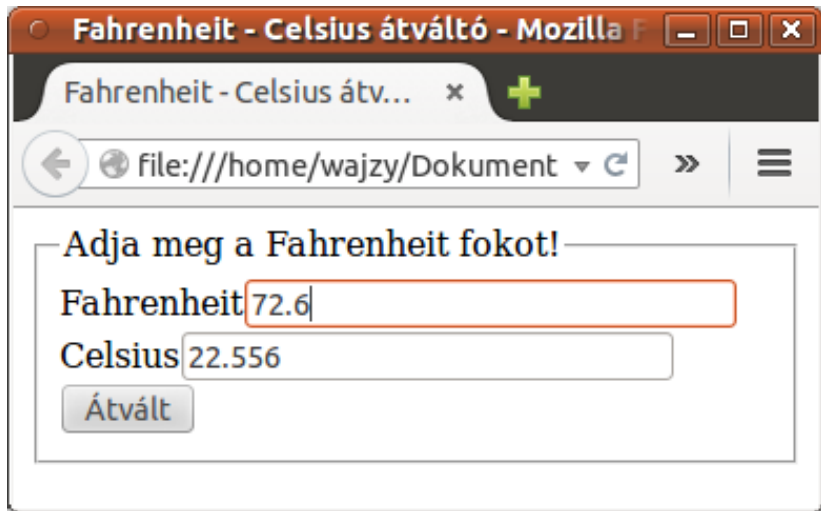 Fahrenheit - Celsius átváltó - Mozilla F
Fahrenheit - Celsius átv...
file:///home/wajzy/Dokument
Adja meg a Fahrenheit fokot!
Fahrenheit 72.6
Celsius 22.556
Átvált